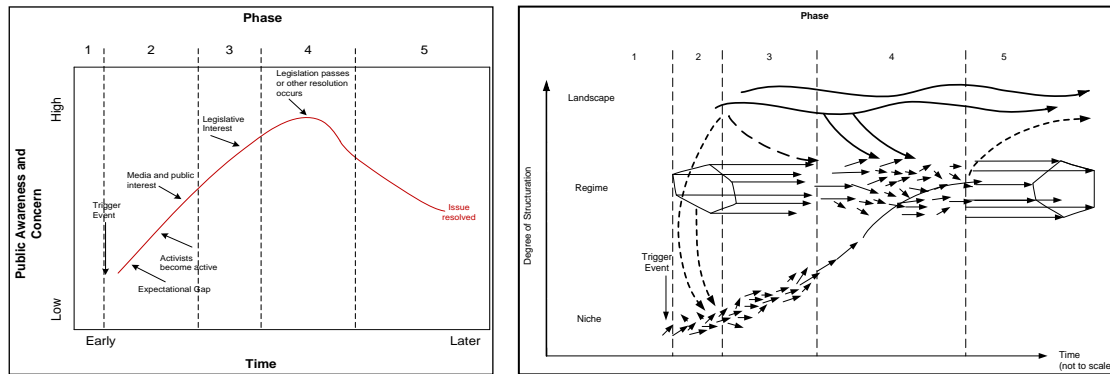 Phase
1 2 3 4 5
Legislation passes
or other resolution
occurs
High
Legislative
Interest
Media and public
interest
Trigger
Event
Public Awareness and
Concern
Issue
resolved
Activists
become active
Expectational Gap
Low
Early Later
Time
Phase
1 2 3 4 5
Landscape
Regime
Degree of Structuration
Trigger
Event
Niche
Time
(not to scale